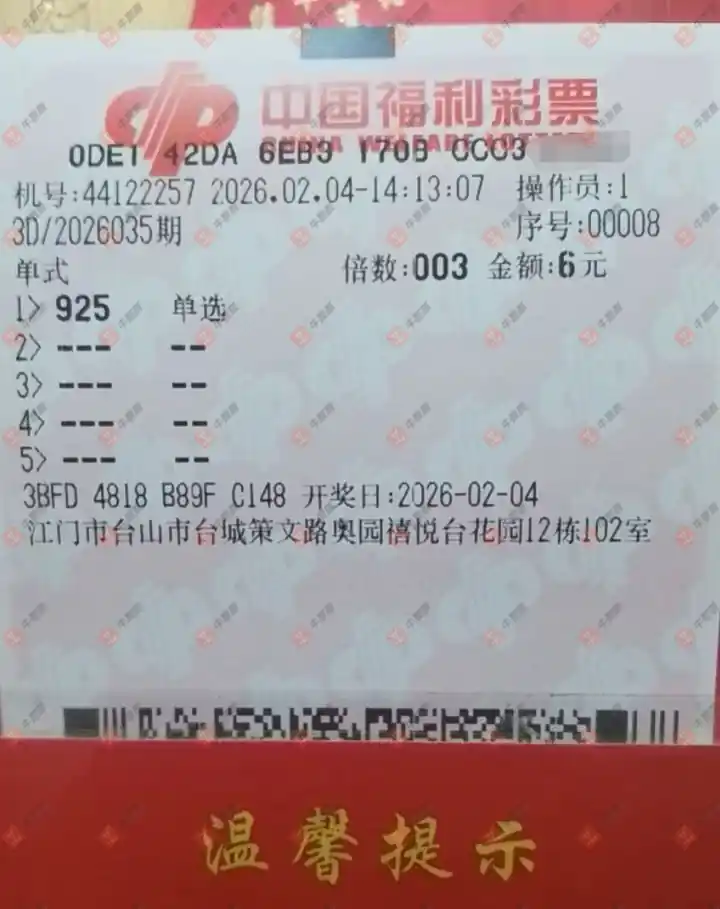 中国福利彩票
CHINA WELFARE LOTTERY
0DE1 42DA 6EB3 170B CCC3
机号:44122257 2026.02.04-14:13:07 操作员:1
3D/2026035期 序号:00008
单式 倍数:003 金额:6元
1> 925 单选
2> --- --
3> --- --
4> --- --
5> --- --
3BFD 4818 B89F C148 开奖日:2026-02-04
江门市台山市台城策文路奥园禧悦台花园12栋102室
温馨提示